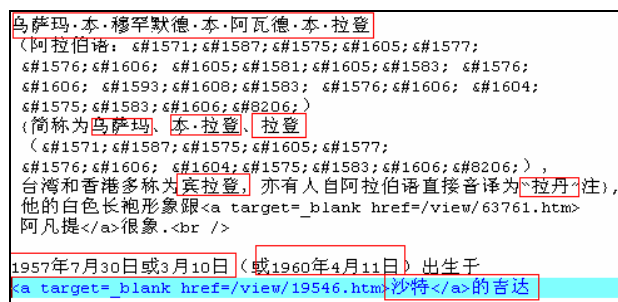 乌萨玛·本·穆罕默德·本·阿瓦德·本·拉登
(阿拉伯语: &#1571;&#1587;&#1575;&#1605;&#1577;
&#1576;&#1606; &#1605;&#1581;&#1605;&#1583; &#1576;
&#1606; &#1593;&#1608;&#1583; &#1576;&#1606; &#1604;
&#1575;&#1583;&#1606;&#8206;)
{简称为乌萨玛、本·拉登、拉登
(&#1571;&#1587;&#1575;&#1605;&#1577;
&#1576;&#1606; &#1604;&#1575;&#1583;&#1606;&#8206;),
台湾和香港多称为宾拉登，亦有人自阿拉伯语直接音译为“拉丹”注},
他的白色长袍形象跟<a target=_blank href=/view/63761.htm>
阿凡提</a>很象.<br />
1957年7月30日或3月10日（或1960年4月11日）出生于
<a target=_blank href=/view/19546.htm>沙特</a>的吉达